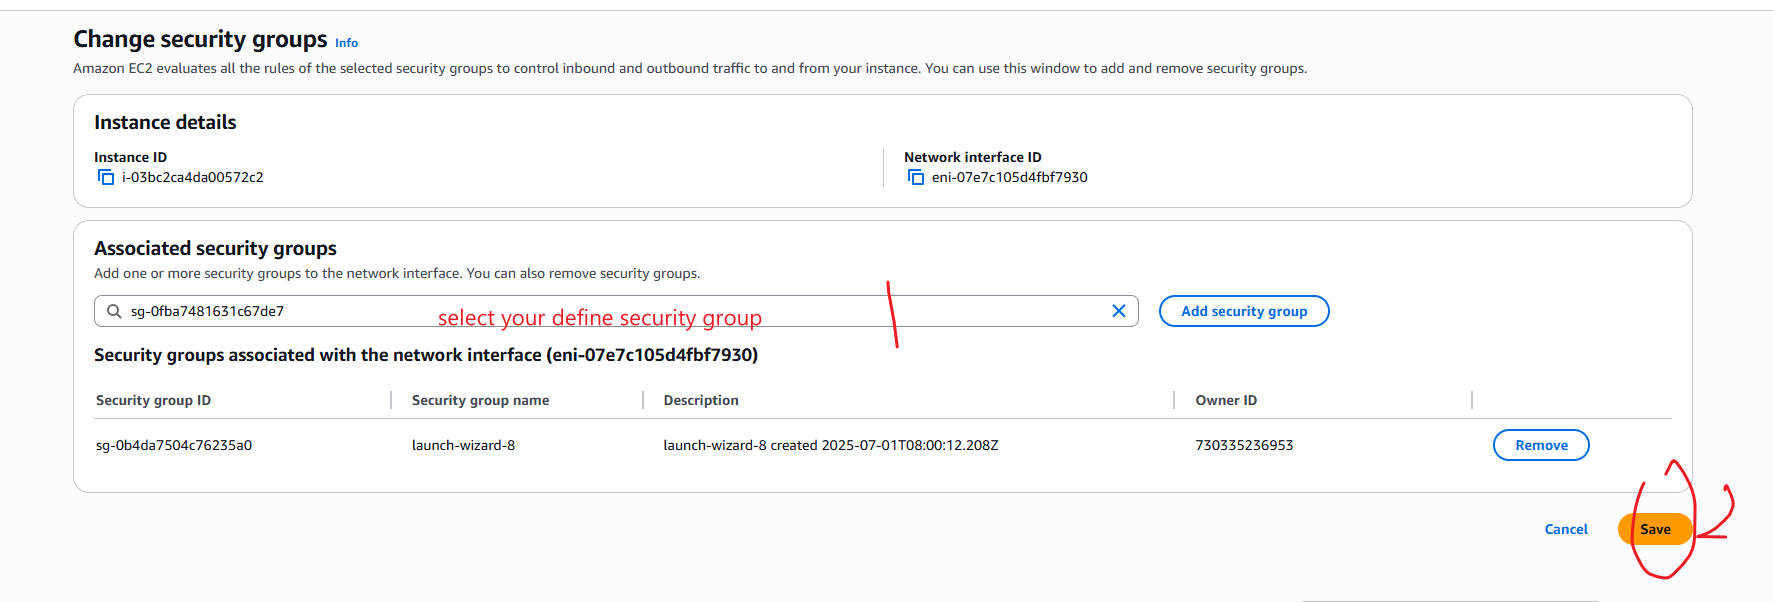 Change security groups Info
Amazon EC2 evaluates all the rules of the selected security groups to control inbound and outbound traffic to and from your instance. You can use this window to add and remove security groups.
Instance details
Instance ID
i-03bc2ca4da00572c2
Network interface ID
eni-07e7c105d4fbf7930
Associated security groups
Add one or more security groups to the network interface. You can also remove security groups.
sg-0fba7481631c67de7
select your define security group
1
Add security group
Security groups associated with the network interface (eni-07e7c105d4fbf7930)
Security group ID Security group name Description Owner ID
sg-0b4da7504c76235a0 launch-wizard-8 launch-wizard-8 created 2025-07-01T08:00:12.208Z 730335236953 Remove
Cancel Save 2